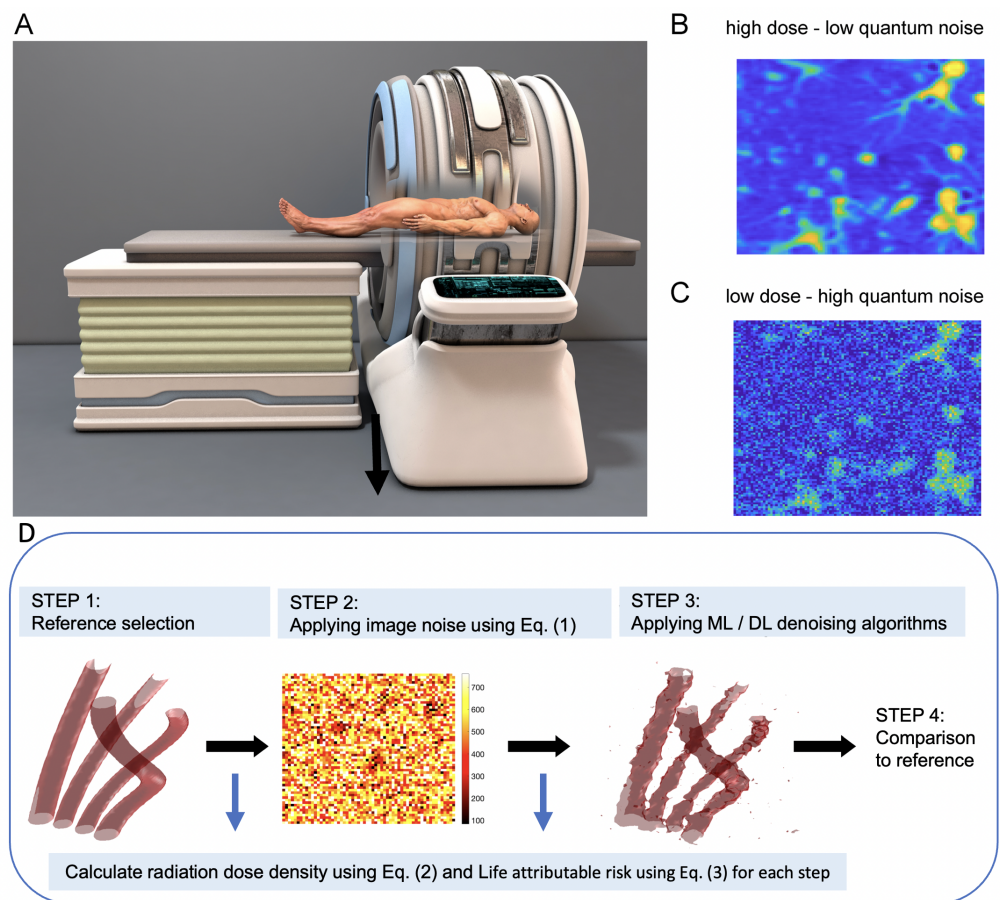 A
B
high dose - low quantum noise
C
low dose - high quantum noise
D
STEP 1:
Reference selection
STEP 2:
Applying image noise using Eq. (1)
STEP 3:
Applying ML / DL denoising algorithms
700
600
500
400
300
200
100
STEP 4:
Comparison
to reference
Calculate radiation dose density using Eq. (2) and Life attributable risk using Eq. (3) for each step